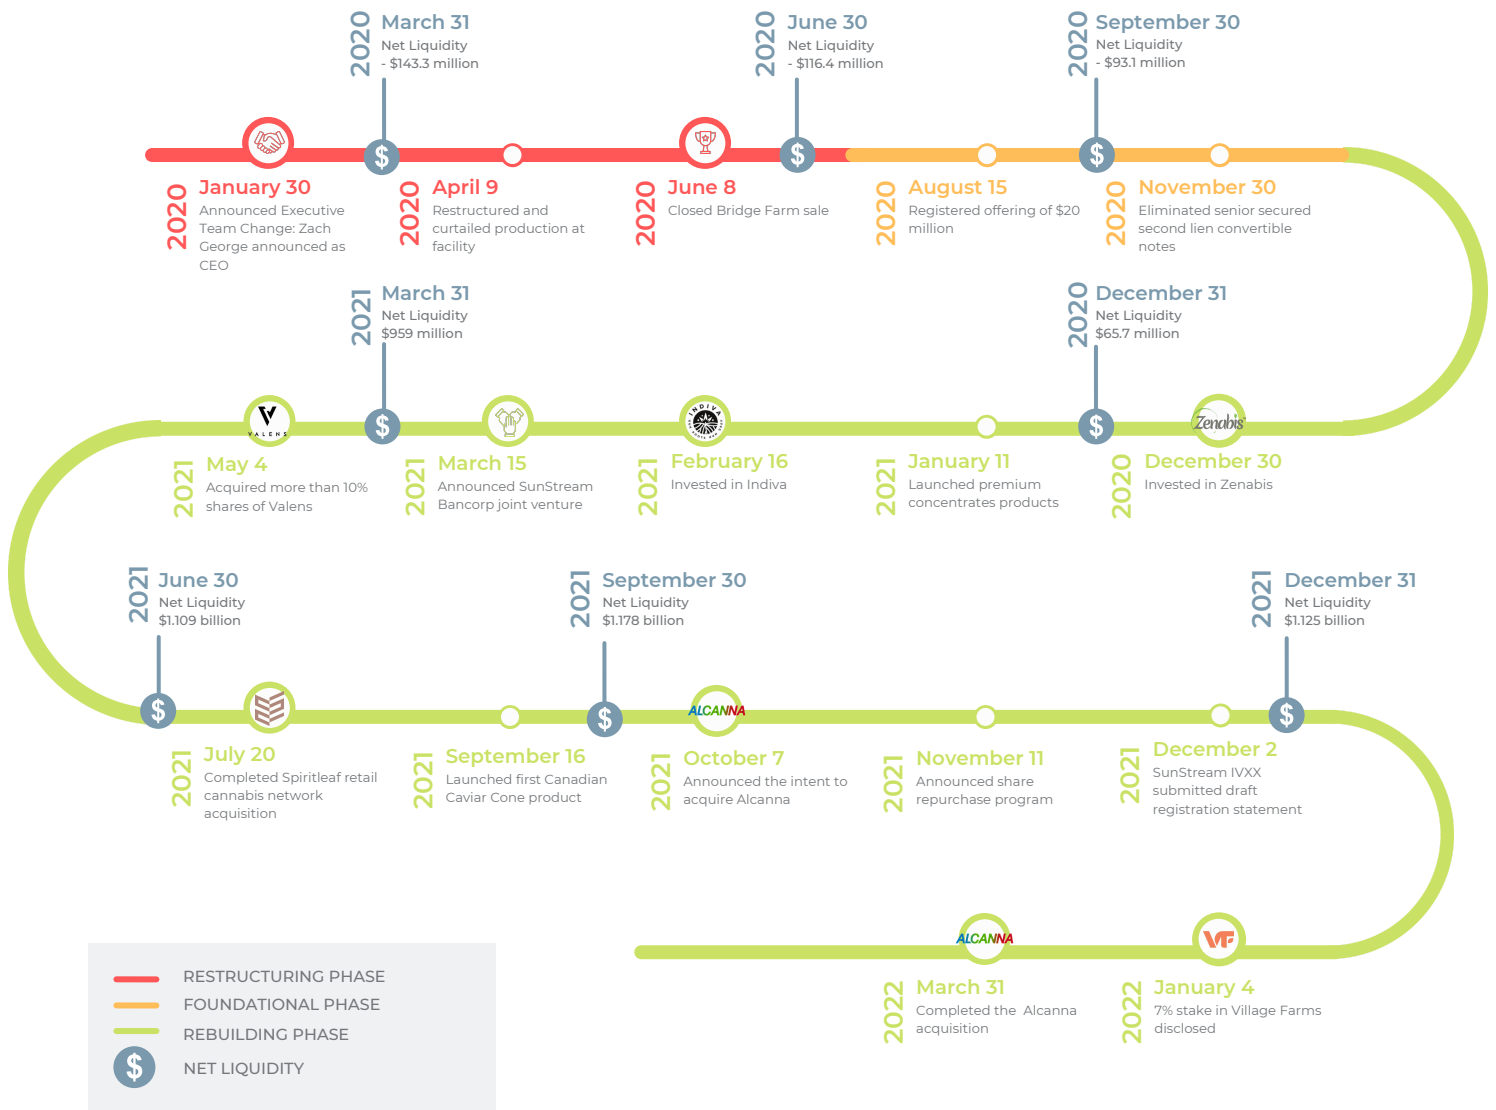 2020
March 31
Net Liquidity
- $143.3 million
2020
June 30
Net Liquidity
- $116.4 million
2020
September 30
Net Liquidity
- $93.1 million
$
$
$
2020
January 30
Announced Executive
Team Change: Zach
George announced as
CEO
2020
April 9
Restructured and
curtailed production at
facility
2020
June 8
Closed Bridge Farm sale
2020
August 15
Registered offering of $20
million
2020
November 30
Eliminated senior secured
second lien convertible
notes
2021
March 31
Net Liquidity
$959 million
2020
December 31
Net Liquidity
$65.7 million
VALENS
$
INDIVA
$
Zenabis
2021
May 4
Acquired more than 10%
shares of Valens
2021
March 15
Announced SunStream
Bancorp joint venture
2021
February 16
Invested in Indiva
2021
January 11
Launched premium
concentrates products
2020
December 30
Invested in Zenabis
2021
June 30
Net Liquidity
$1.109 billion
2021
September 30
Net Liquidity
$1.178 billion
2021
December 31
Net Liquidity
$1.125 billion
$
$
ALCANNA
$
2021
July 20
Completed Spiritleaf retail
cannabis network
acquisition
2021
September 16
Launched first Canadian
Caviar Cone product
2021
October 7
Announced the intent to
acquire Alcanna
2021
November 11
Announced share
repurchase program
2021
December 2
SunStream IVXX
submitted draft
registration statement
ALCANNA
VF
2022
March 31
Completed the  Alcanna
acquisition
2022
January 4
7% stake in Village Farms
disclosed
RESTRUCTURING PHASE
FOUNDATIONAL PHASE
REBUILDING PHASE
$ NET LIQUIDITY